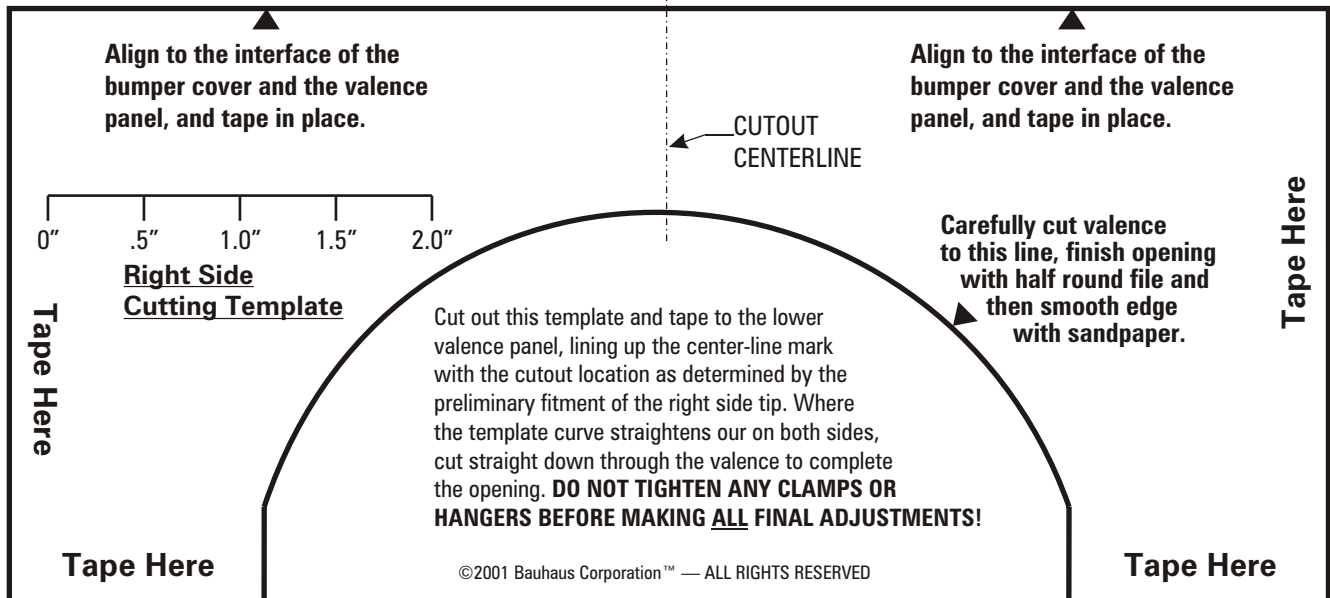 Align to the interface of the
bumper cover and the valence
panel, and tape in place.
Align to the interface of the
bumper cover and the valence
panel, and tape in place.
CUTOUT
CENTERLINE
0” .5” 1.0” 1.5” 2.0”
Right Side
Cutting Template
Carefully cut valence
to this line, finish opening
with half round file and
then smooth edge
with sandpaper.
Tape Here
Tape Here
Cut out this template and tape to the lower
valence panel, lining up the center-line mark
with the cutout location as determined by the
preliminary fitment of the right side tip. Where
the template curve straightens our on both sides,
cut straight down through the valence to complete
the opening. DO NOT TIGHTEN ANY CLAMPS OR
HANGERS BEFORE MAKING ALL FINAL ADJUSTMENTS!
Tape Here
Tape Here
©2001 Bauhaus Corporation™ — ALL RIGHTS RESERVED